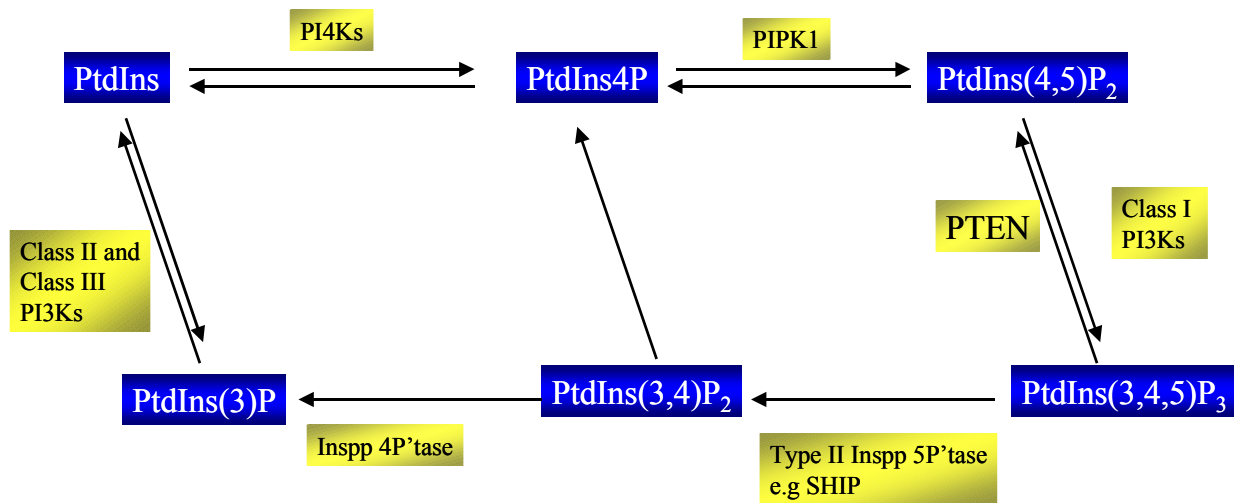 PI4Ks
PIPK1
PtdIns
PtdIns4P
PtdIns(4,5)P₂
Class II and
Class III
PI3Ks
PTEN
Class I
PI3Ks
PtdIns(3)P
PtdIns(3,4)P₂
PtdIns(3,4,5)P₃
Inspp 4P’tase
Type II Inspp 5P’tase
e.g SHIP